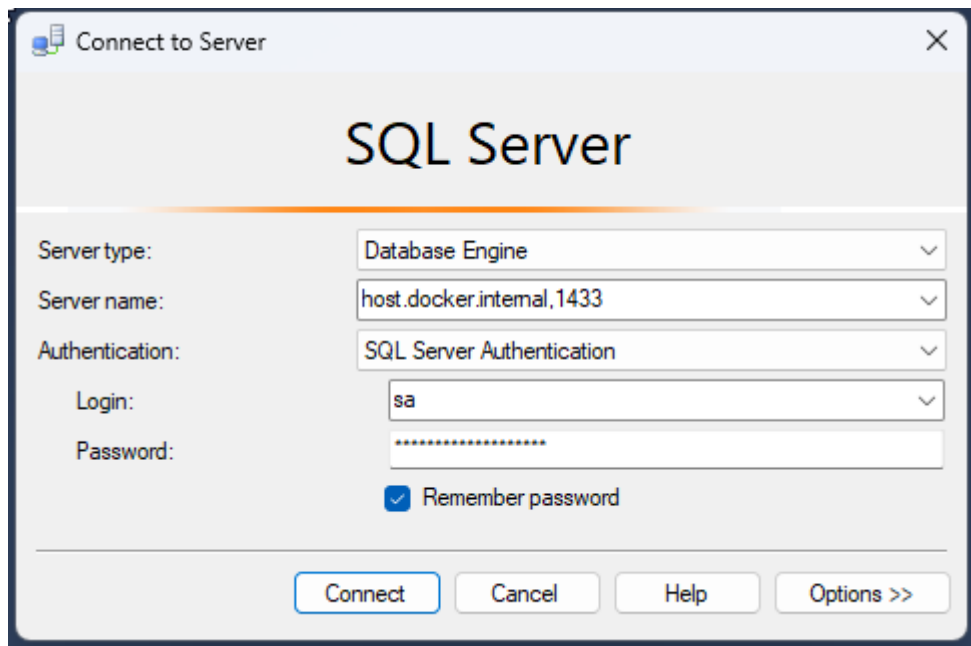 Connect to Server
SQL Server
Server type: Database Engine
Server name: host.docker.internal,1433
Authentication: SQL Server Authentication
Login: sa
Password: *******************
Remember password
Connect Cancel Help Options >>